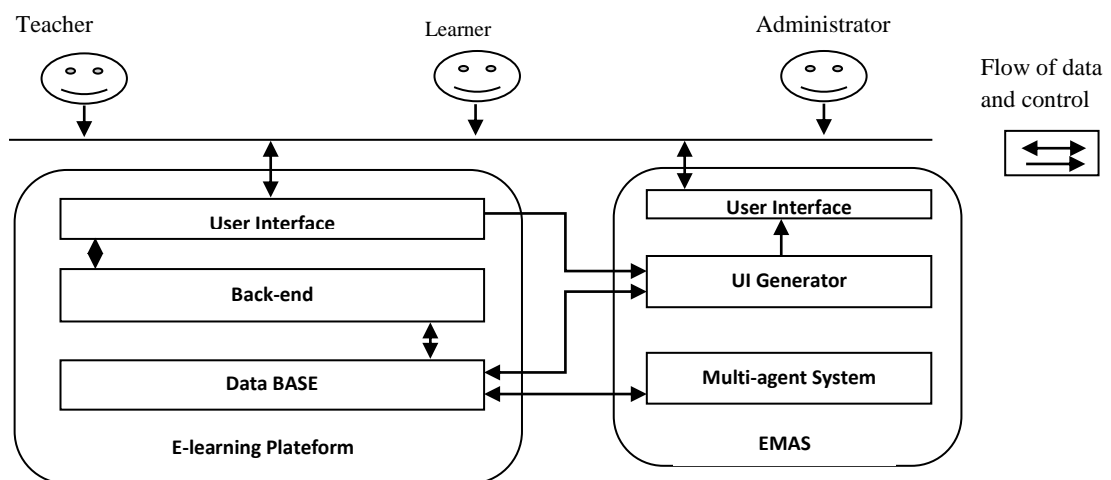 Teacher
Learner
Administrator
Flow of data
and control
User Interface
User Interface
Back-end
UI Generator
Data BASE
Multi-agent System
E-learning Plateform
EMAS